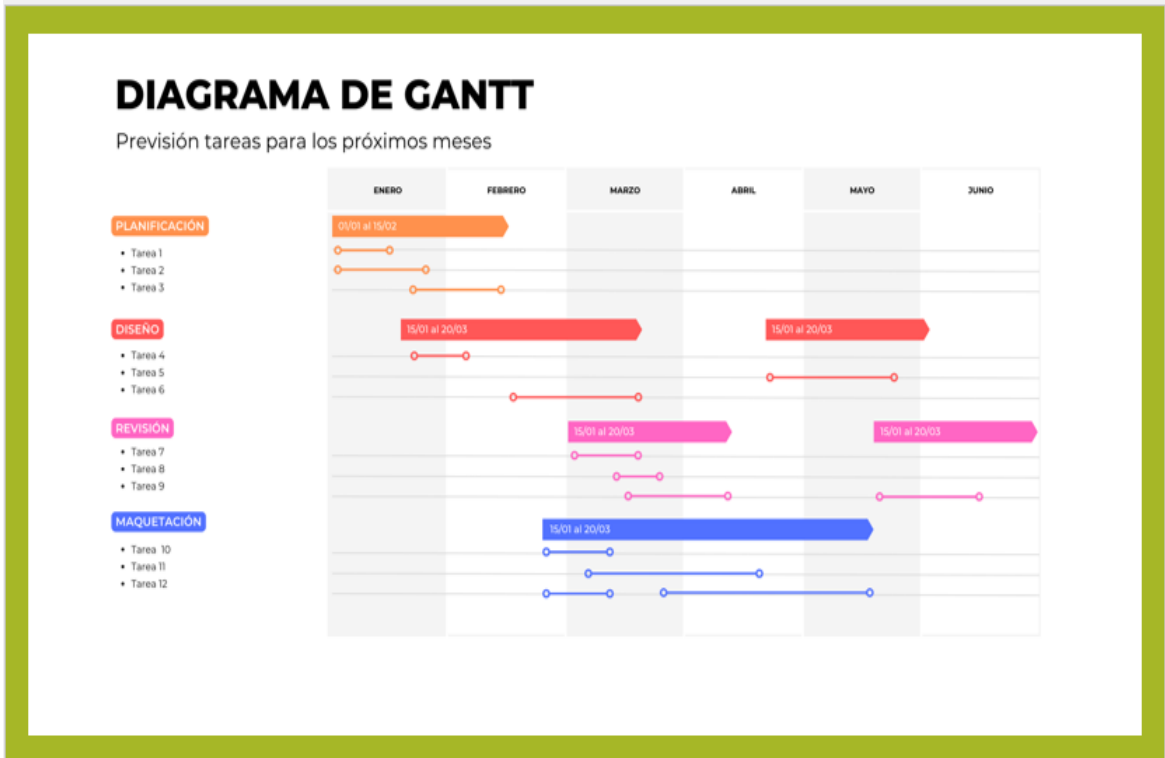 DIAGRAMA DE GANTT
Previsión tareas para los próximos meses
ENERO FEBRERO MARZO ABRIL MAYO JUNIO
PLANIFICACIÓN 01/01 al 15/02
• Tarea 1
• Tarea 2
• Tarea 3
DISEÑO 15/01 al 20/03 15/01 al 20/03
• Tarea 4
• Tarea 5
• Tarea 6
REVISIÓN 15/01 al 20/03 15/01 al 20/03
• Tarea 7
• Tarea 8
• Tarea 9
MAQUETACIÓN 15/01 al 20/03
• Tarea 10
• Tarea 11
• Tarea 12